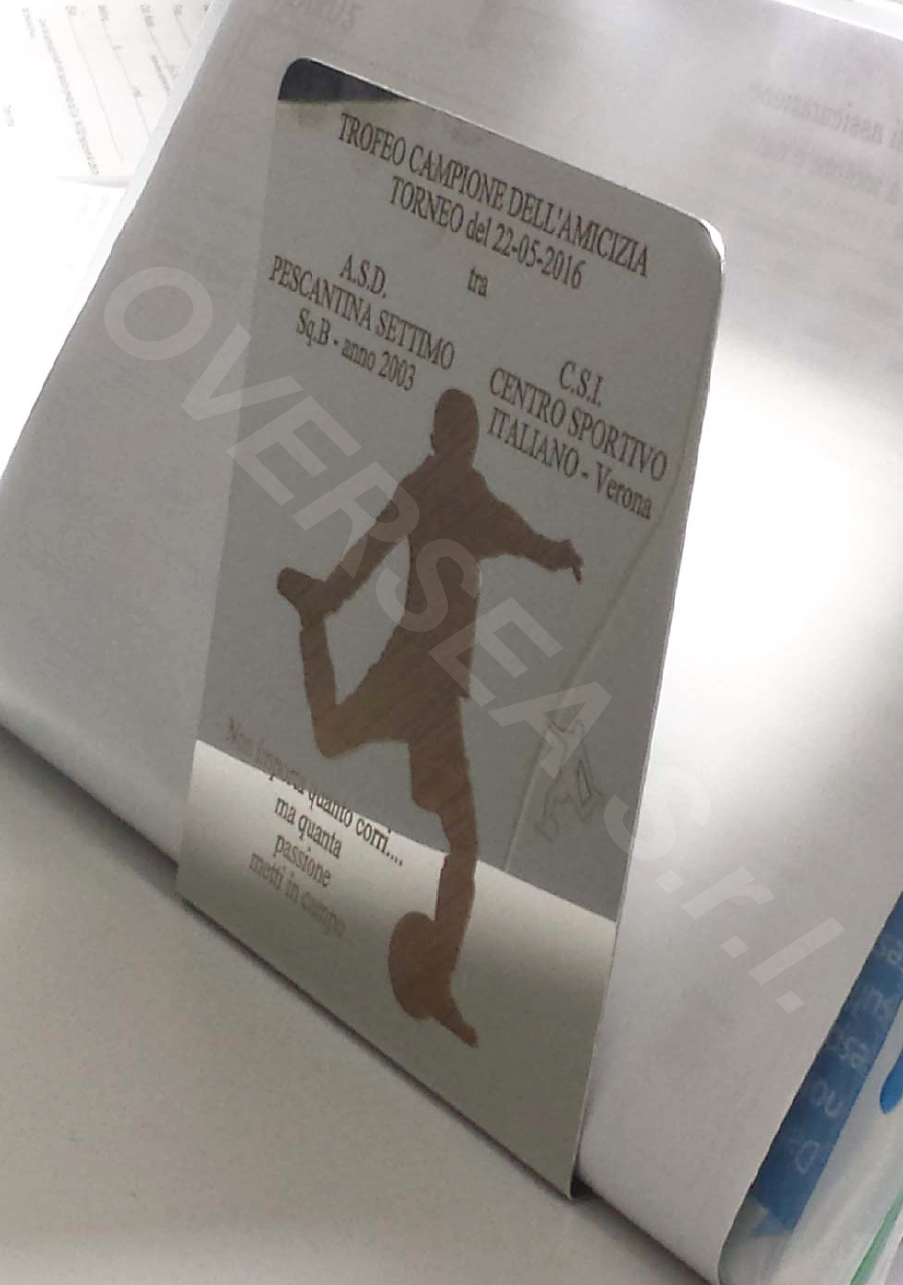 TROFEO CAMPIONE DELL'AMICIZIA
TORNEO del 22-05-2016
tra
A.S.D.
PESCANTINA SETTIMO
Sq.B - anno 2003
C.S.I.
CENTRO SPORTIVO
ITALIANO - Verona
Non importa quanto corri....
ma quanta
passione
metti in campo
OVERSEA s.r.l.